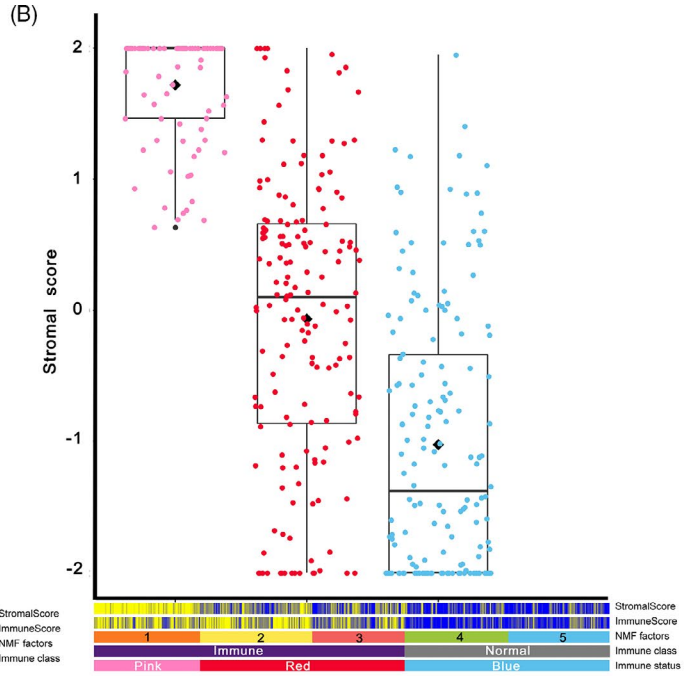 (B)
Stromal score
2
1
0
-1
-2
StromalScore StromalScore
ImmuneScore ImmuneScore
NMF factors 1 2 3 4 5 NMF factors
Immune class Immune Normal Immune class
Pink Red Blue Immune status